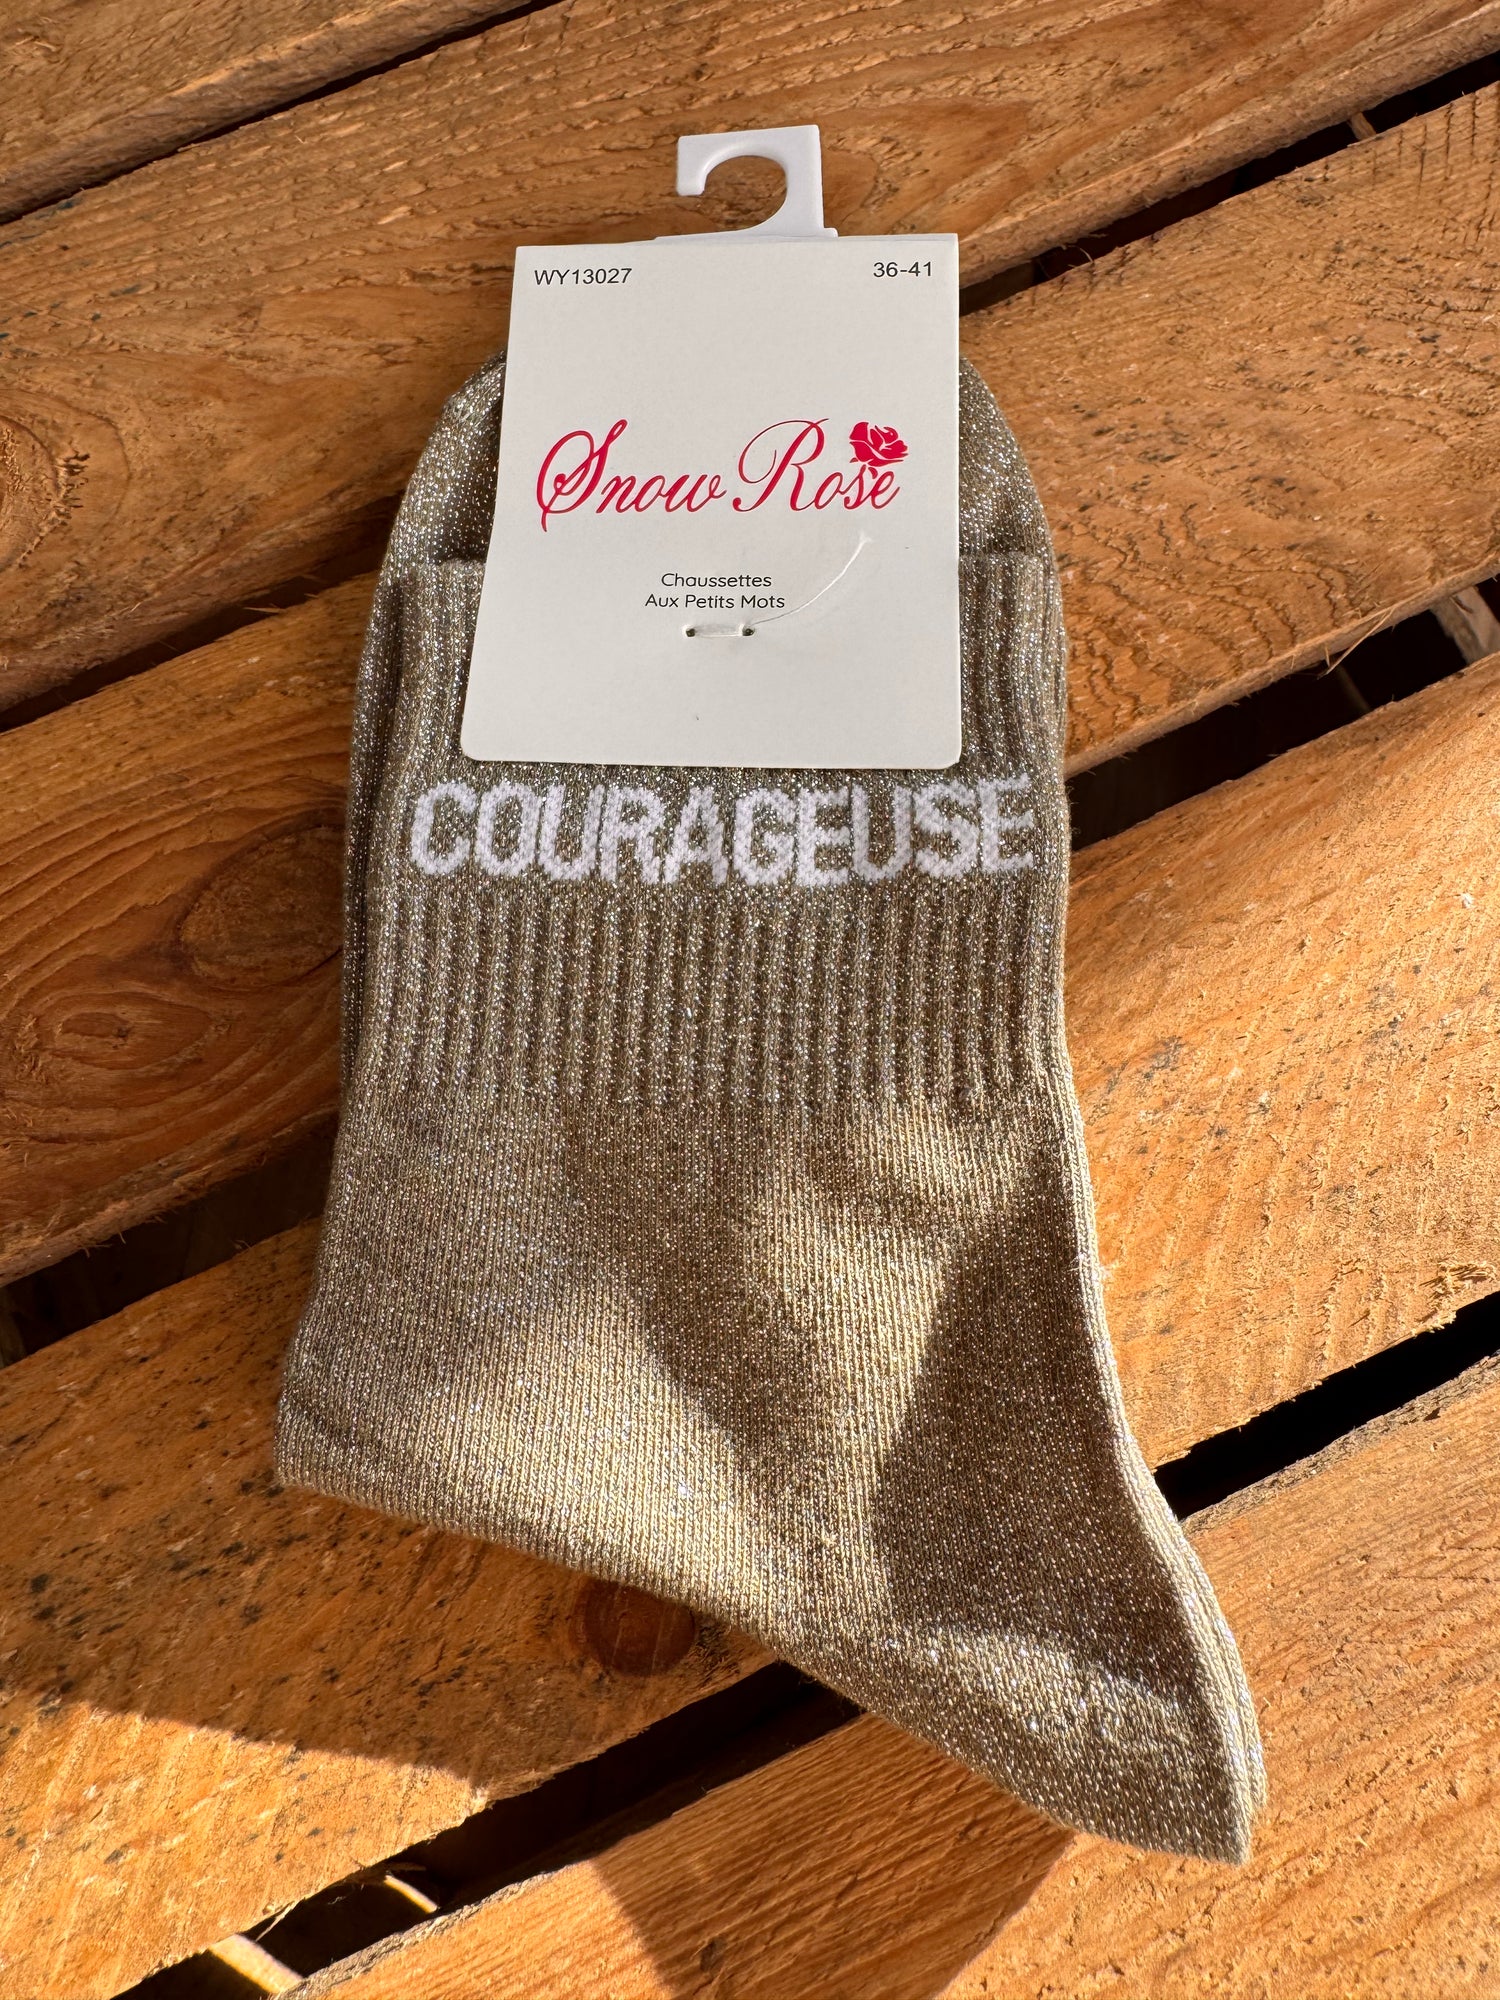 WY13027 36-41
Snow Rose
Chaussettes
Aux Petits Mots
COURAGEUSE